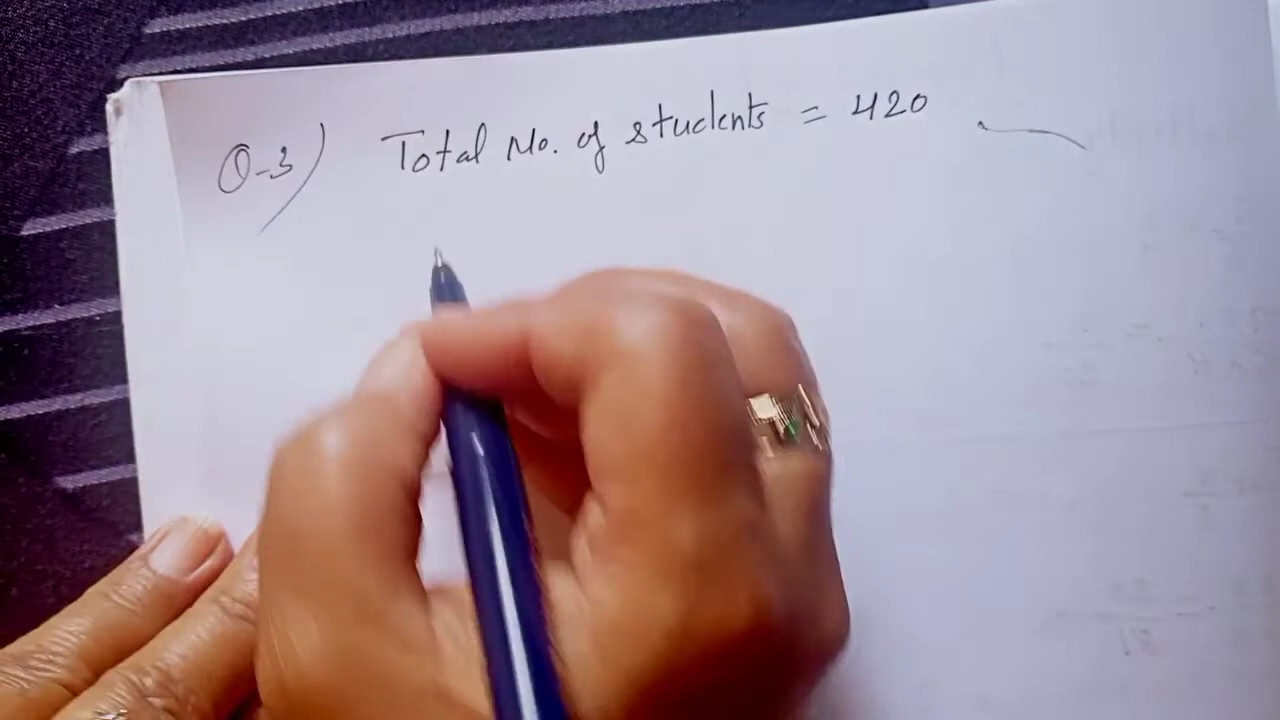 Q-3) Total No. of students = 420